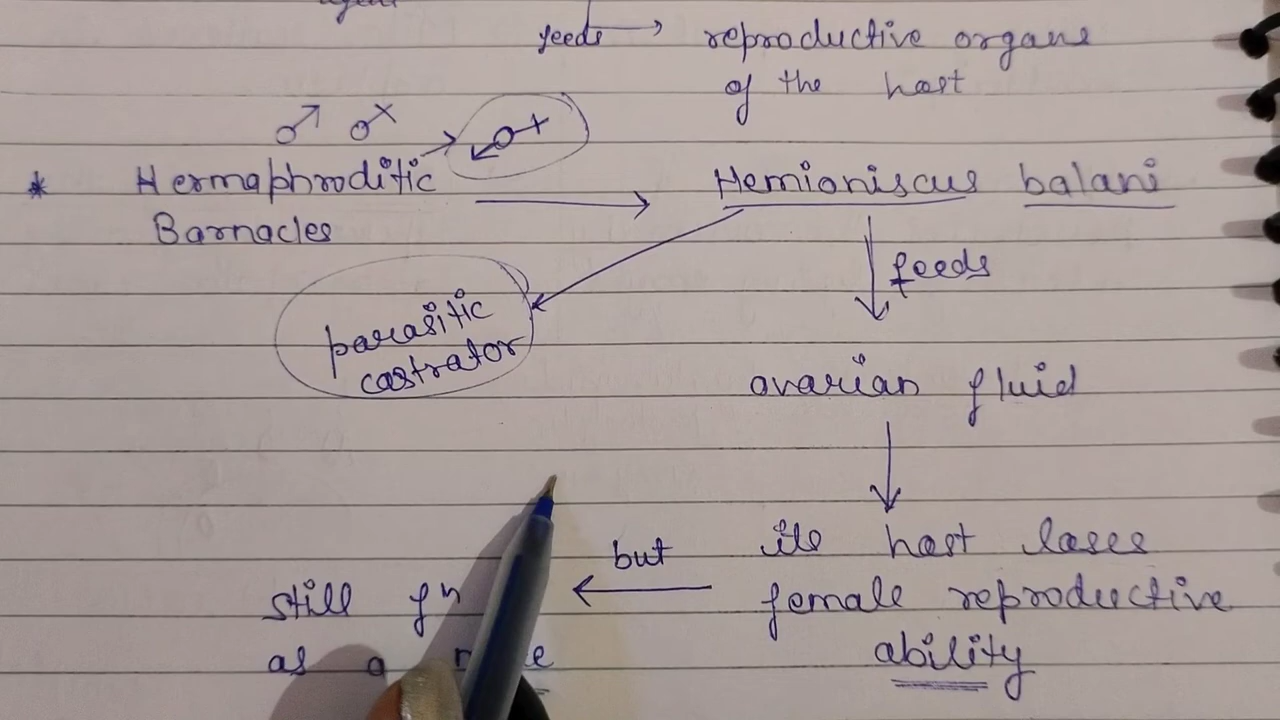 feeds → reproductive organs
of the host
♂ ♀ → ⚥
* Hermaphroditic → Hemioniscus balani
Barnacles
feeds
parasitic
castrator
ovarian fluid
its host loses
but
female reproductive
ability
still
as a